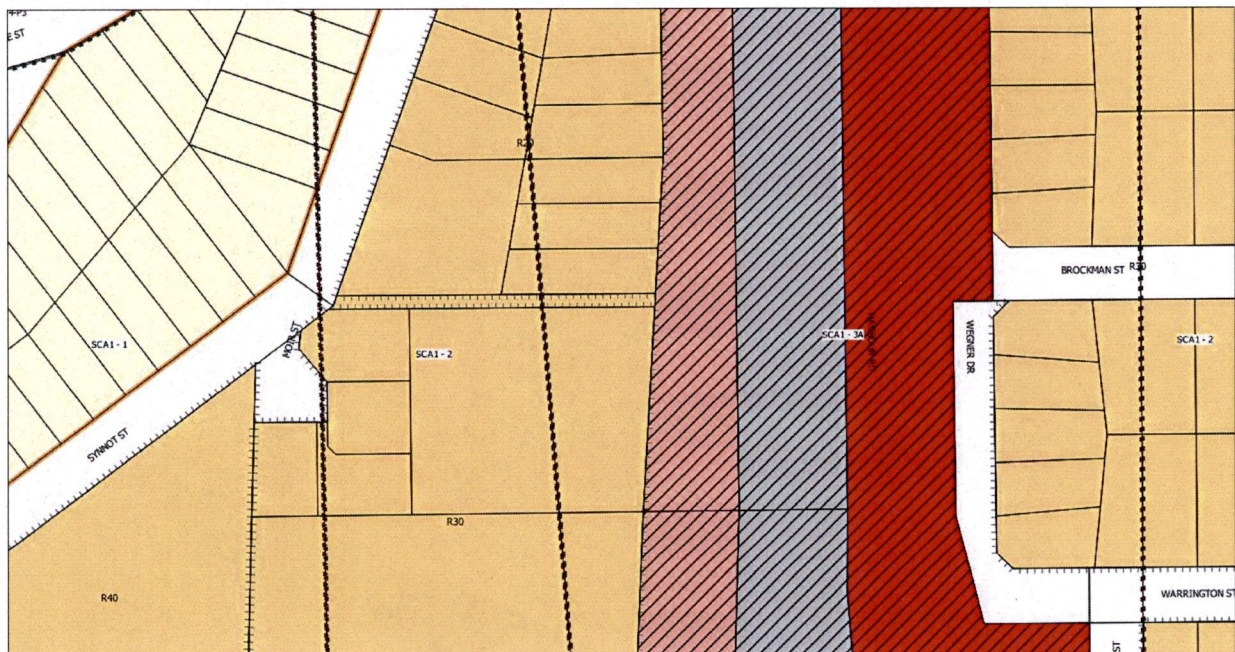 R20
BROCKMAN ST
R30
MOIR ST
SCA1 - 1
SCA1 - 2
SCA1 - 3A
WEGNER DR
SCA1 - 2
SYNNOT ST
R30
R40
WARRINGTON ST
ST